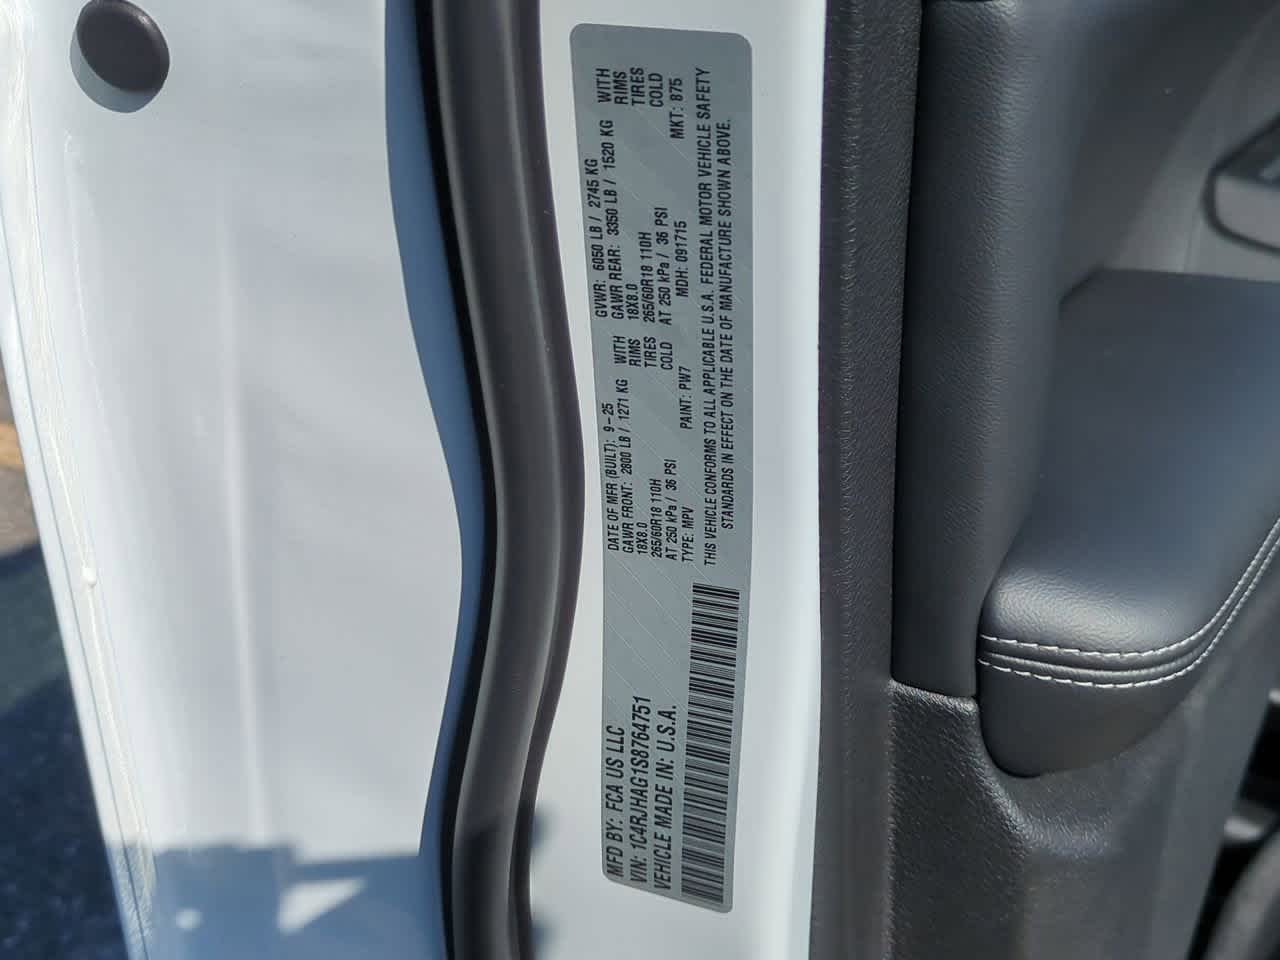 MFD BY: FCA US LLC
VIN: 1C4RJHAG1S8764751
VEHICLE MADE IN: U.S.A.
DATE OF MFR (BUILT): 9-25
GVWR: 6050 LB / 2745 KG
GAWR FRONT: 2800 LB / 1271 KG WITH
GAWR REAR: 3350 LB / 1520 KG WITH
18X8.0 RIMS
18X8.0 RIMS
265/60R18 110H TIRES
265/60R18 110H TIRES
AT 250 kPa / 36 PSI COLD
AT 250 kPa / 36 PSI COLD
TYPE: MPV PAINT: PW7 MDH: 091715 MKT: 875
THIS VEHICLE CONFORMS TO ALL APPLICABLE U.S.A. FEDERAL MOTOR VEHICLE SAFETY
STANDARDS IN EFFECT ON THE DATE OF MANUFACTURE SHOWN ABOVE.